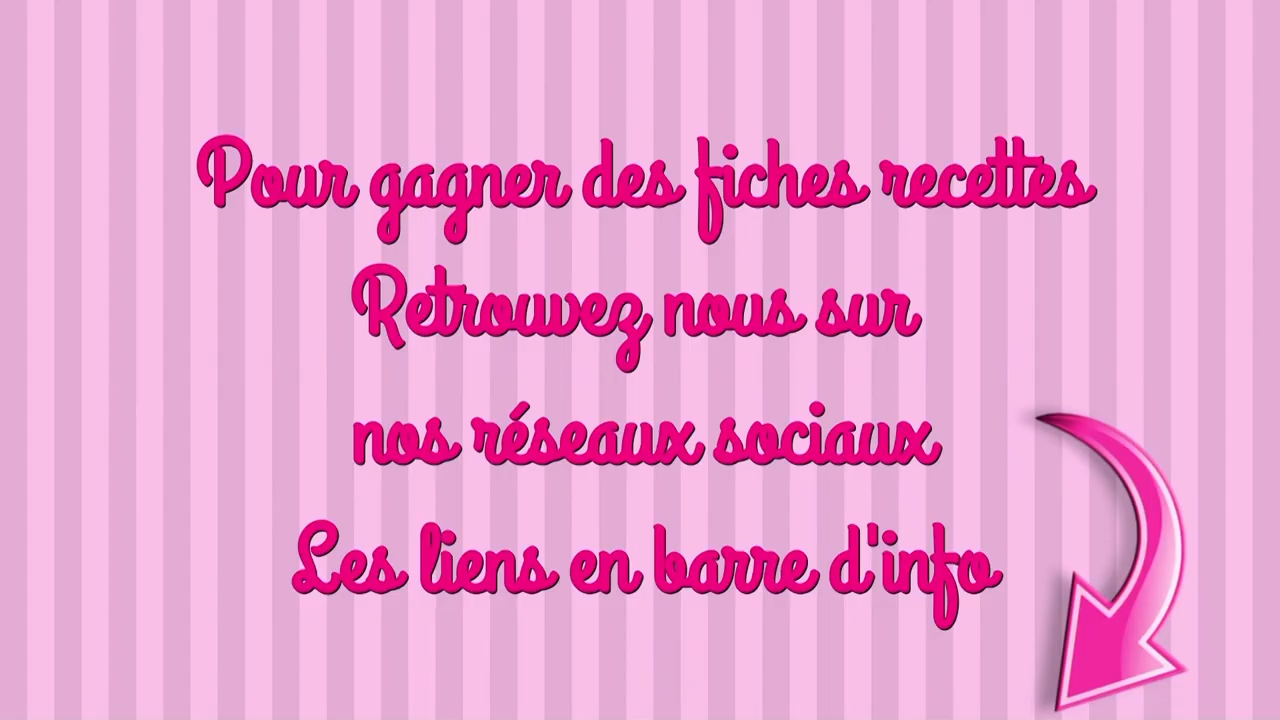 Pour gagner des fiches recettes
Retrouvez nous sur
nos réseaux sociaux
Les liens en barre d'info